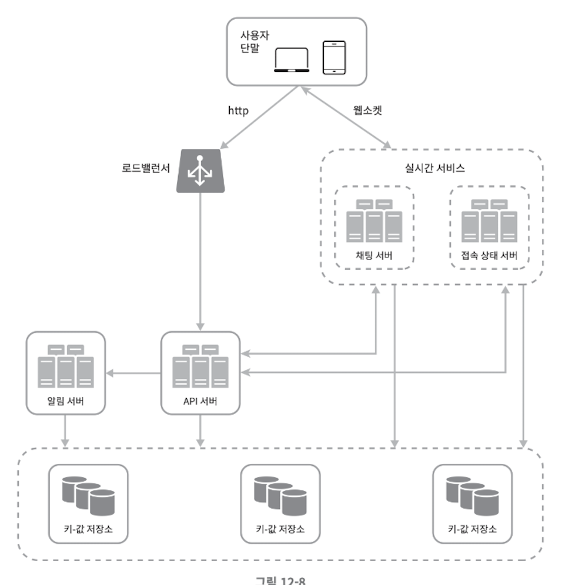 사용자
단말
http
웹소켓
로드밸런서
실시간 서비스
채팅 서버
접속 상태 서버
알림 서버
API 서버
키-값 저장소
키-값 저장소
키-값 저장소
그림 12-8